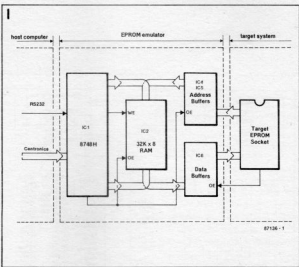 1
host computer
EPROM emulator
target system
RS232
Centronics
IC1
8748H
WE
OE
IC2
32K x 8
RAM
IC4
IC5
Address
Buffers
OE
IC6
Data
Buffers
OE
Target
EPROM
Socket
87136 - 1